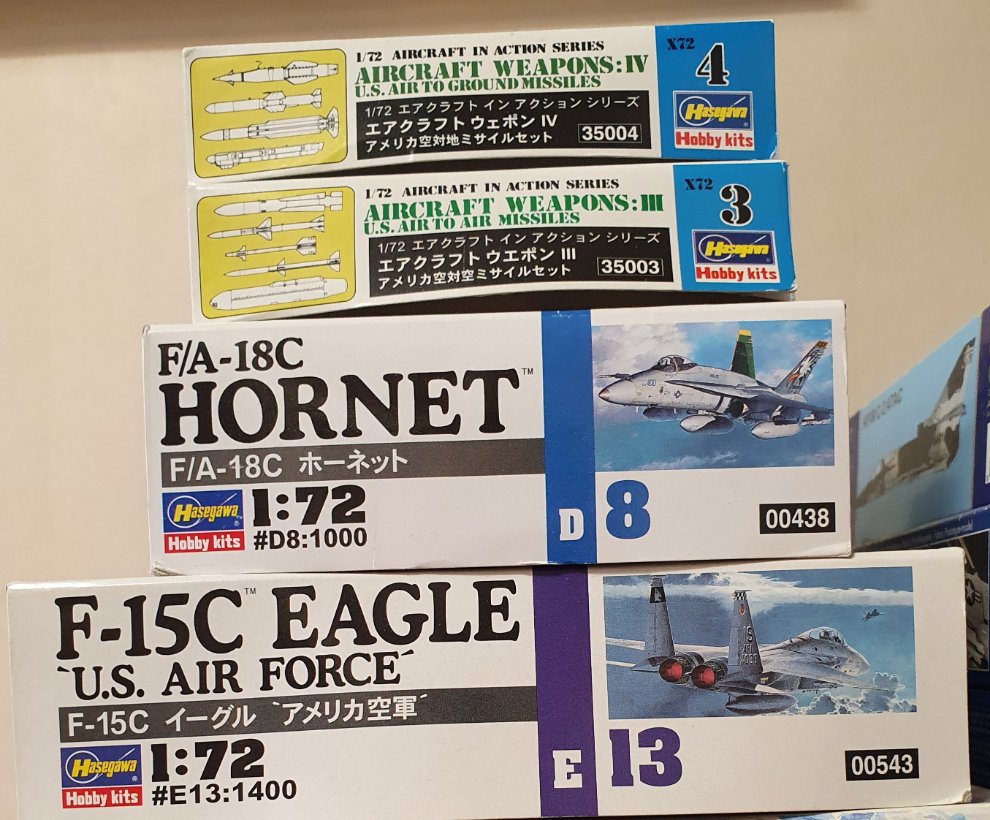 1/72 AIRCRAFT IN ACTION SERIES
AIRCRAFT WEAPONS:IV
U.S. AIR TO GROUND MISSILES
1/72 エアクラフト イン アクション シリーズ
エアクラフト ウェポン IV
アメリカ空対地ミサイルセット 35004
X72
4
Hasegawa
Hobby kits
1/72 AIRCRAFT IN ACTION SERIES
AIRCRAFT WEAPONS:III
U.S. AIR TO AIR MISSILES
1/72 エアクラフト イン アクション シリーズ
エアクラフト ウエポン III
アメリカ空対空ミサイルセット 35003
X72
3
Hasegawa
Hobby kits
F/A-18C
HORNET™
F/A-18C ホーネット
Hasegawa
Hobby kits
1:72
#D8:1000
D 8
00438
F-15C™ EAGLE
`U.S. AIR FORCE´
F-15C イーグル `アメリカ空軍´
Hasegawa
Hobby kits
1:72
#E13:1400
E 13
00543